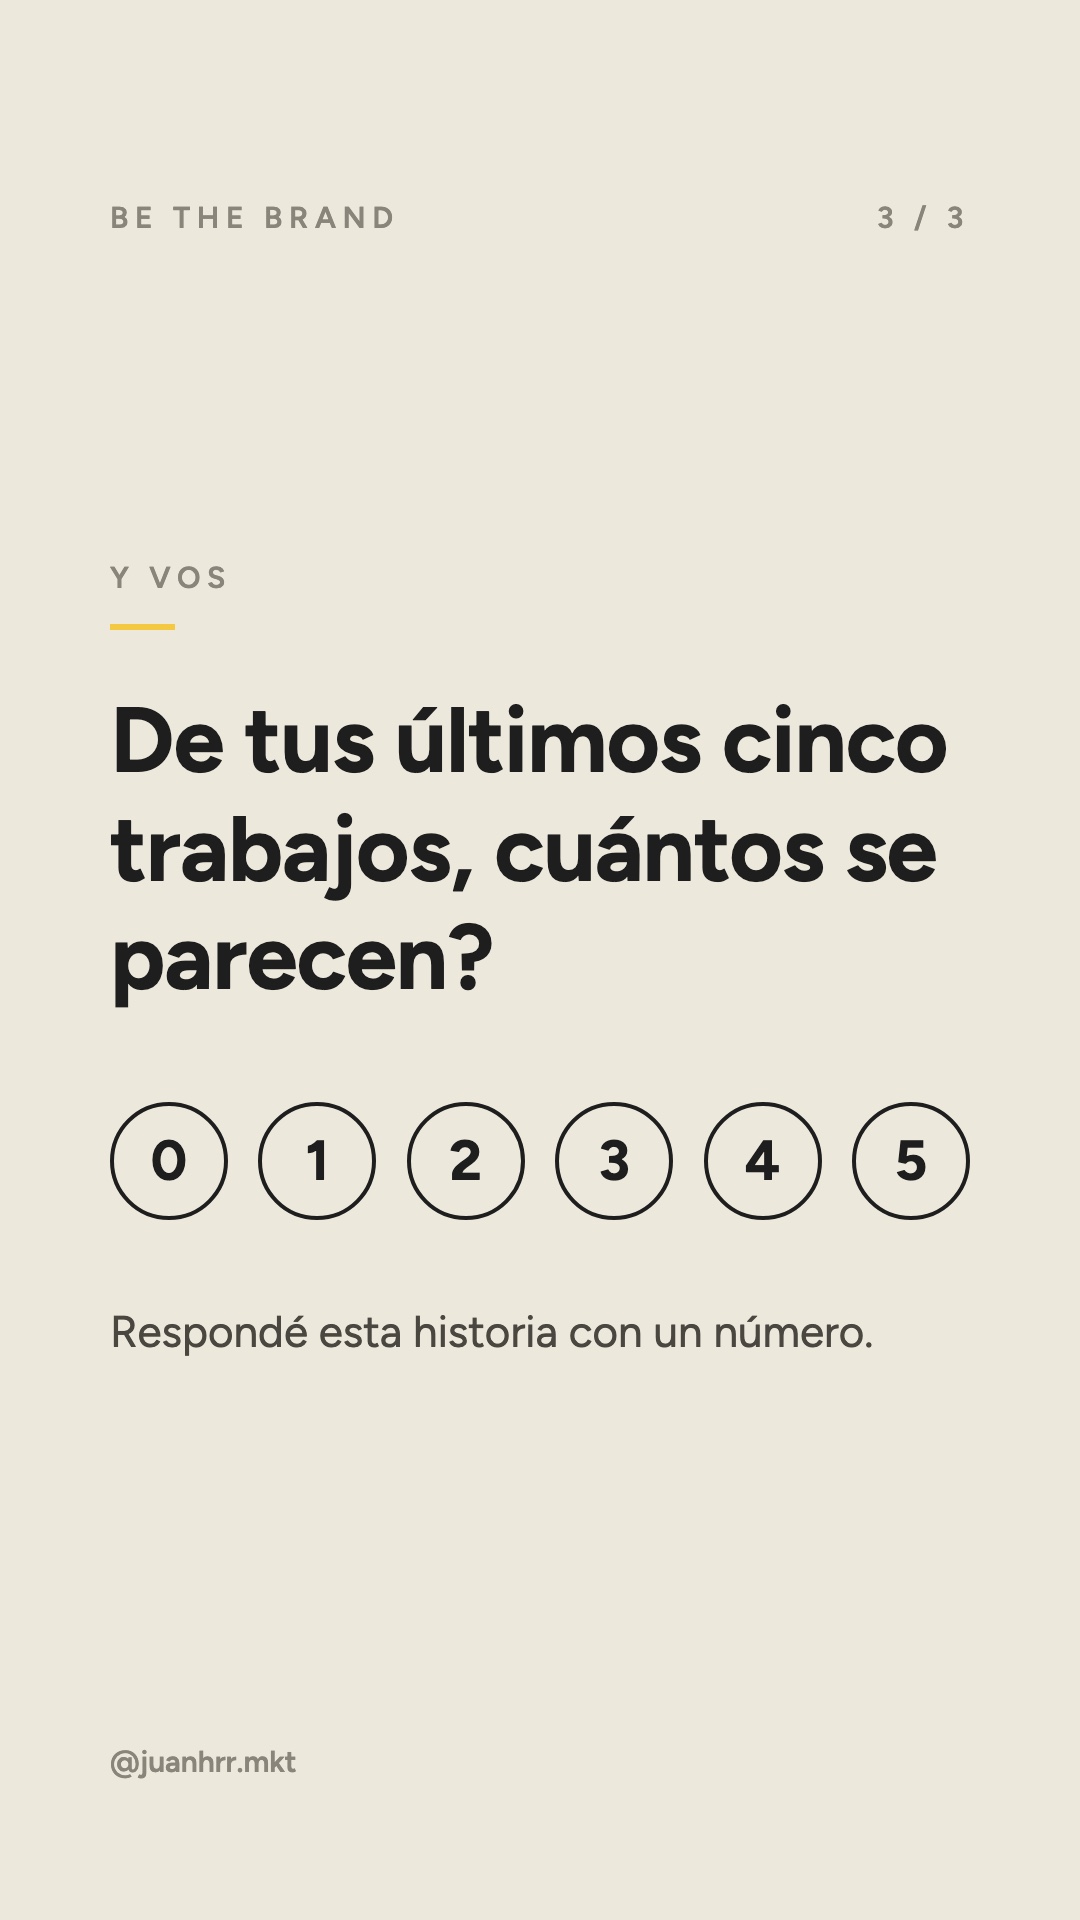 BE THE BRAND
3 / 3
Y VOS
De tus últimos cinco
trabajos, cuántos se
parecen?
0 1 2 3 4 5
Respondé esta historia con un número.
@juanhrr.mkt